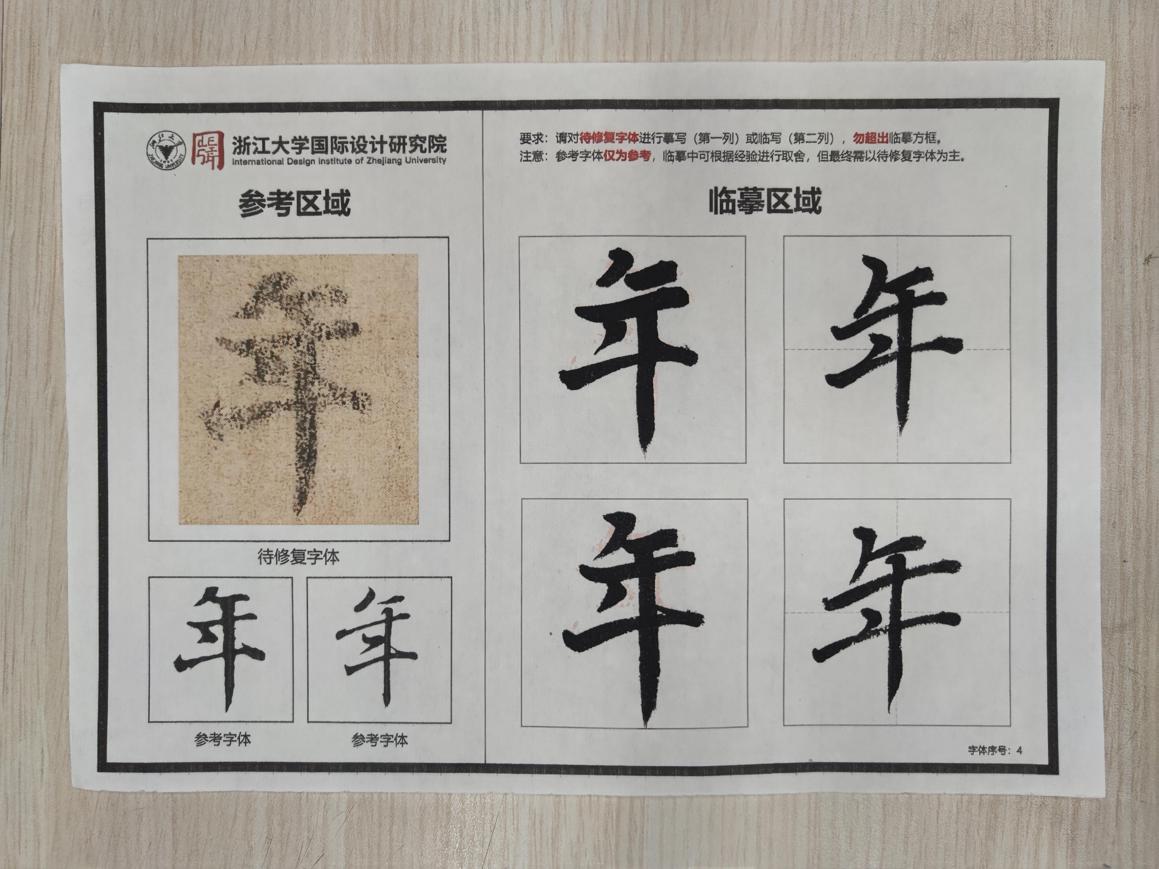 浙江大学国际设计研究院
International Design Institute of Zhejiang University
参考区域
年
待修复字体
年 年
参考字体 参考字体
要求：请对待修复字体进行摹写（第一列）或临写（第二列），勿超出临摹方框。
注意：参考字体仅为参考，临摹中可根据经验进行取舍，但最终需以待修复字体为主。
临摹区域
年 年
年 年
字体序号：4